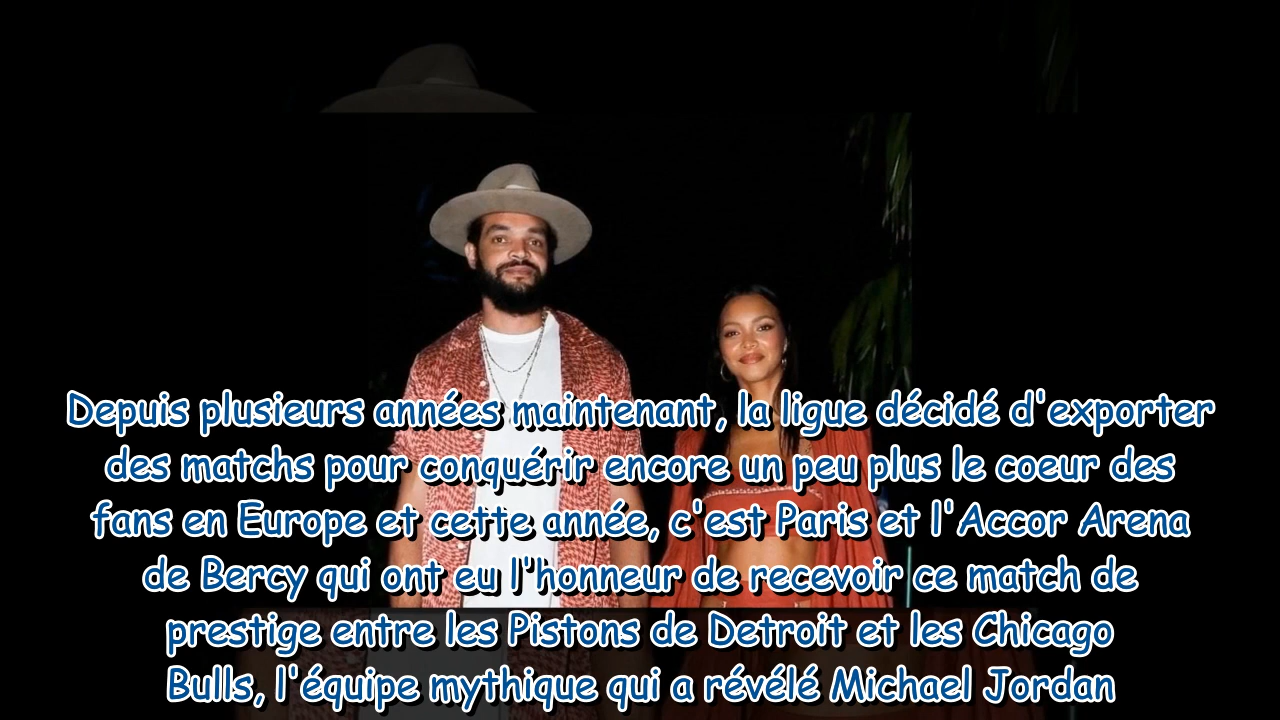 Depuis plusieurs années maintenant, la ligue décidé d'exporter
des matchs pour conquérir encore un peu plus le coeur des
fans en Europe et cette année, c'est Paris et l'Accor Arena
de Bercy qui ont eu l'honneur de recevoir ce match de
prestige entre les Pistons de Detroit et les Chicago
Bulls, l'équipe mythique qui a révélé Michael Jordan